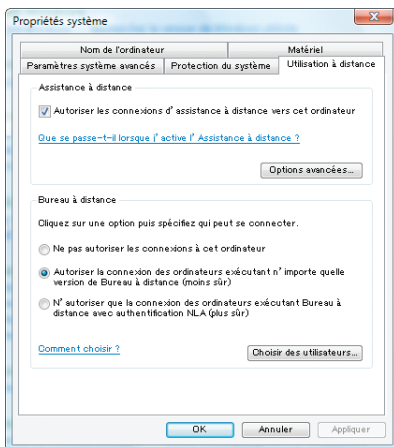 Propriétés système
Nom de l'ordinateur
Matériel
Paramètres système avancés
Protection du système
Utilisation à distance
Assistance à distance
Autoriser les connexions d'assistance à distance vers cet ordinateur
Que se passe-t-il lorsque j'active l'Assistance à distance ?
Options avancées...
Bureau à distance
Cliquez sur une option puis spécifiez qui peut se connecter.
Ne pas autoriser les connexions à cet ordinateur
Autoriser la connexion des ordinateurs exécutant n'importe quelle
version de Bureau à distance (moins sûr)
N'autoriser que la connexion des ordinateurs exécutant Bureau à
distance avec authentification NLA (plus sûr)
Comment choisir ?
Choisir des utilisateurs...
OK
Annuler
Appliquer